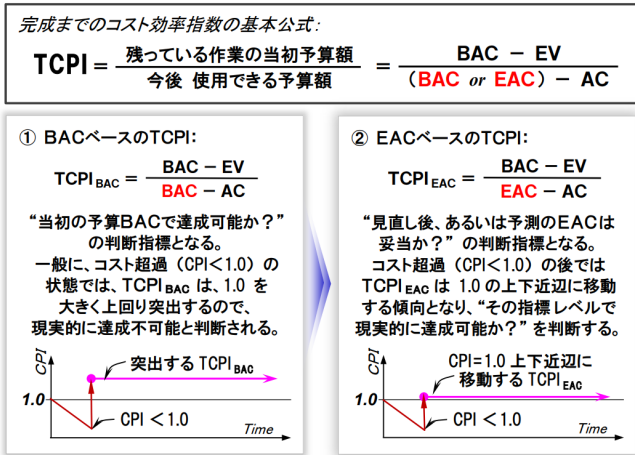 完成までのコスト効率指数の基本公式:
TCPI = 残っている作業の当初予算額 / 今後 使用できる予算額 = BAC − EV / (BAC or EAC) − AC
① BACベースのTCPI:
TCPI BAC = BAC − EV / BAC − AC
“当初の予算BACで達成可能か?”
の判断指標となる。
一般に、コスト超過 (CPI<1.0) の
状態では、TCPI BAC は、1.0 を
大きく上回り突出するので、
現実的に達成不可能と判断される。
CPI
突出する TCPI BAC
1.0
CPI < 1.0
Time
② EACベースのTCPI:
TCPI EAC = BAC − EV / EAC − AC
“見直し後、あるいは予測のEACは
妥当か?” の判断指標となる。
コスト超過 (CPI<1.0) の後では
TCPI EAC は 1.0 の上下近辺に移動
する傾向となり、“その指標レベルで
現実的に達成可能か?” を判断する。
CPI
CPI=1.0 上下近辺に
移動する TCPI EAC
1.0
CPI < 1.0
Time